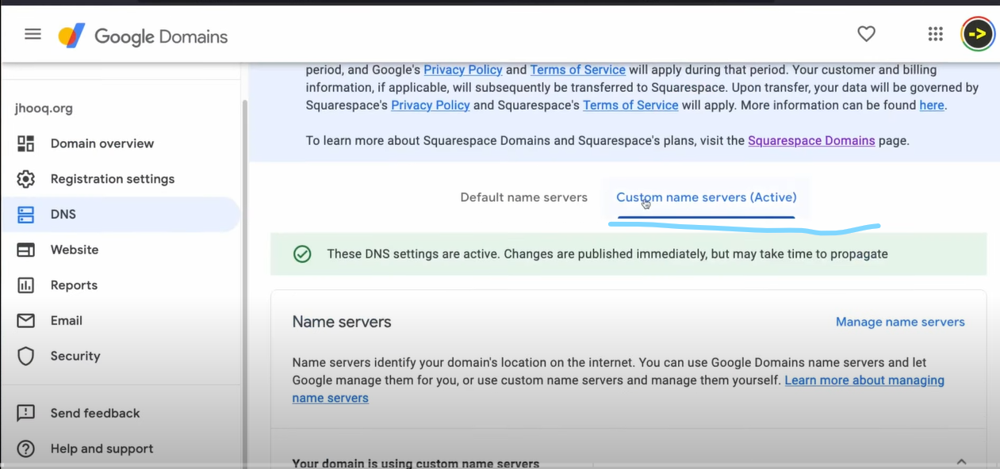 Google Domains
period, and Google's Privacy Policy and Terms of Service will apply during that period. Your customer and billing
information, if applicable, will subsequently be transferred to Squarespace. Upon transfer, your data will be governed by
Squarespace's Privacy Policy and Squarespace's Terms of Service will apply. More information can be found here.
To learn more about Squarespace Domains and Squarespace's plans, visit the Squarespace Domains page.
jhooq.org
Domain overview
Registration settings
DNS
Website
Reports
Email
Security
Send feedback
Help and support
Default name servers
Custom name servers (Active)
These DNS settings are active. Changes are published immediately, but may take time to propagate
Name servers
Manage name servers
Name servers identify your domain's location on the internet. You can use Google Domains name servers and let
Google manage them for you, or use custom name servers and manage them yourself. Learn more about managing
name servers
Your domain is using custom name servers